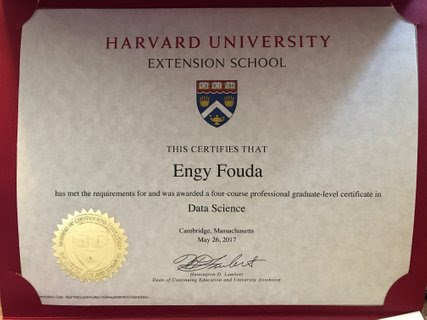 HARVARD UNIVERSITY
EXTENSION SCHOOL
THIS CERTIFIES THAT
Engy Fouda
has met the requirements for and was awarded a four-course professional graduate-level certificate in
Data Science
Cambridge, Massachusetts
May 26, 2017
Huntington D. Lambert
Dean of Continuing Education and University Extension